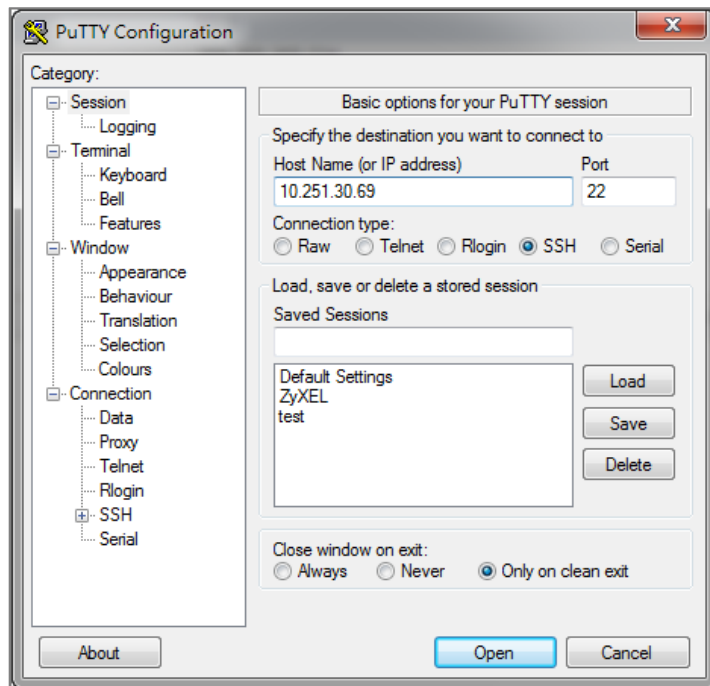 PuTTY Configuration
Category:
Session
Logging
Terminal
Keyboard
Bell
Features
Window
Appearance
Behaviour
Translation
Selection
Colours
Connection
Data
Proxy
Telnet
Rlogin
SSH
Serial
Basic options for your PuTTY session
Specify the destination you want to connect to
Host Name (or IP address) Port
10.251.30.69 22
Connection type:
Raw Telnet Rlogin SSH Serial
Load, save or delete a stored session
Saved Sessions
Default Settings
ZyXEL
test
Load
Save
Delete
Close window on exit:
Always Never Only on clean exit
About Open Cancel